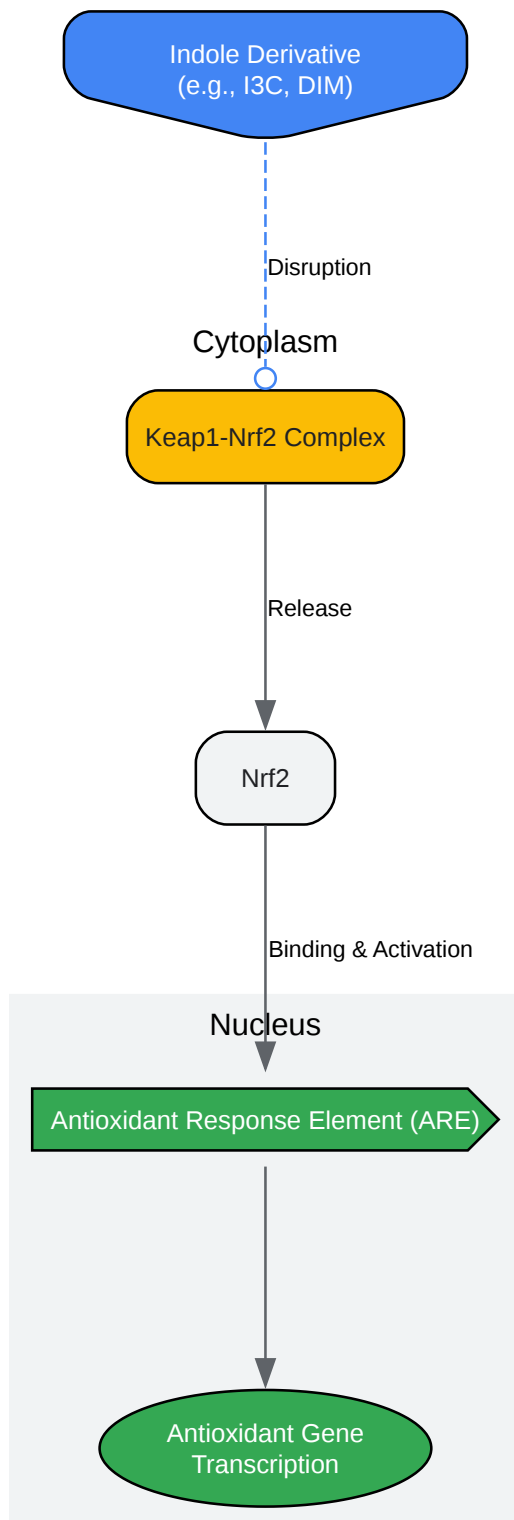 Indole Derivative
(e.g., I3C, DIM)
Disruption
Cytoplasm
Keap1-Nrf2 Complex
Release
Nrf2
Binding & Activation
Nucleus
Antioxidant Response Element (ARE)
Antioxidant Gene
Transcription